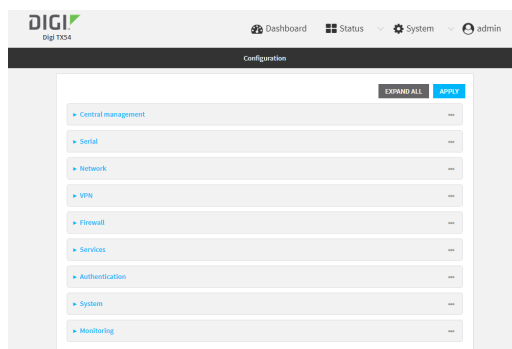 DIGI
Digi TX54
Dashboard Status System admin
Configuration
EXPAND ALL APPLY
Central management
Serial
Network
VPN
Firewall
Services
Authentication
System
Monitoring